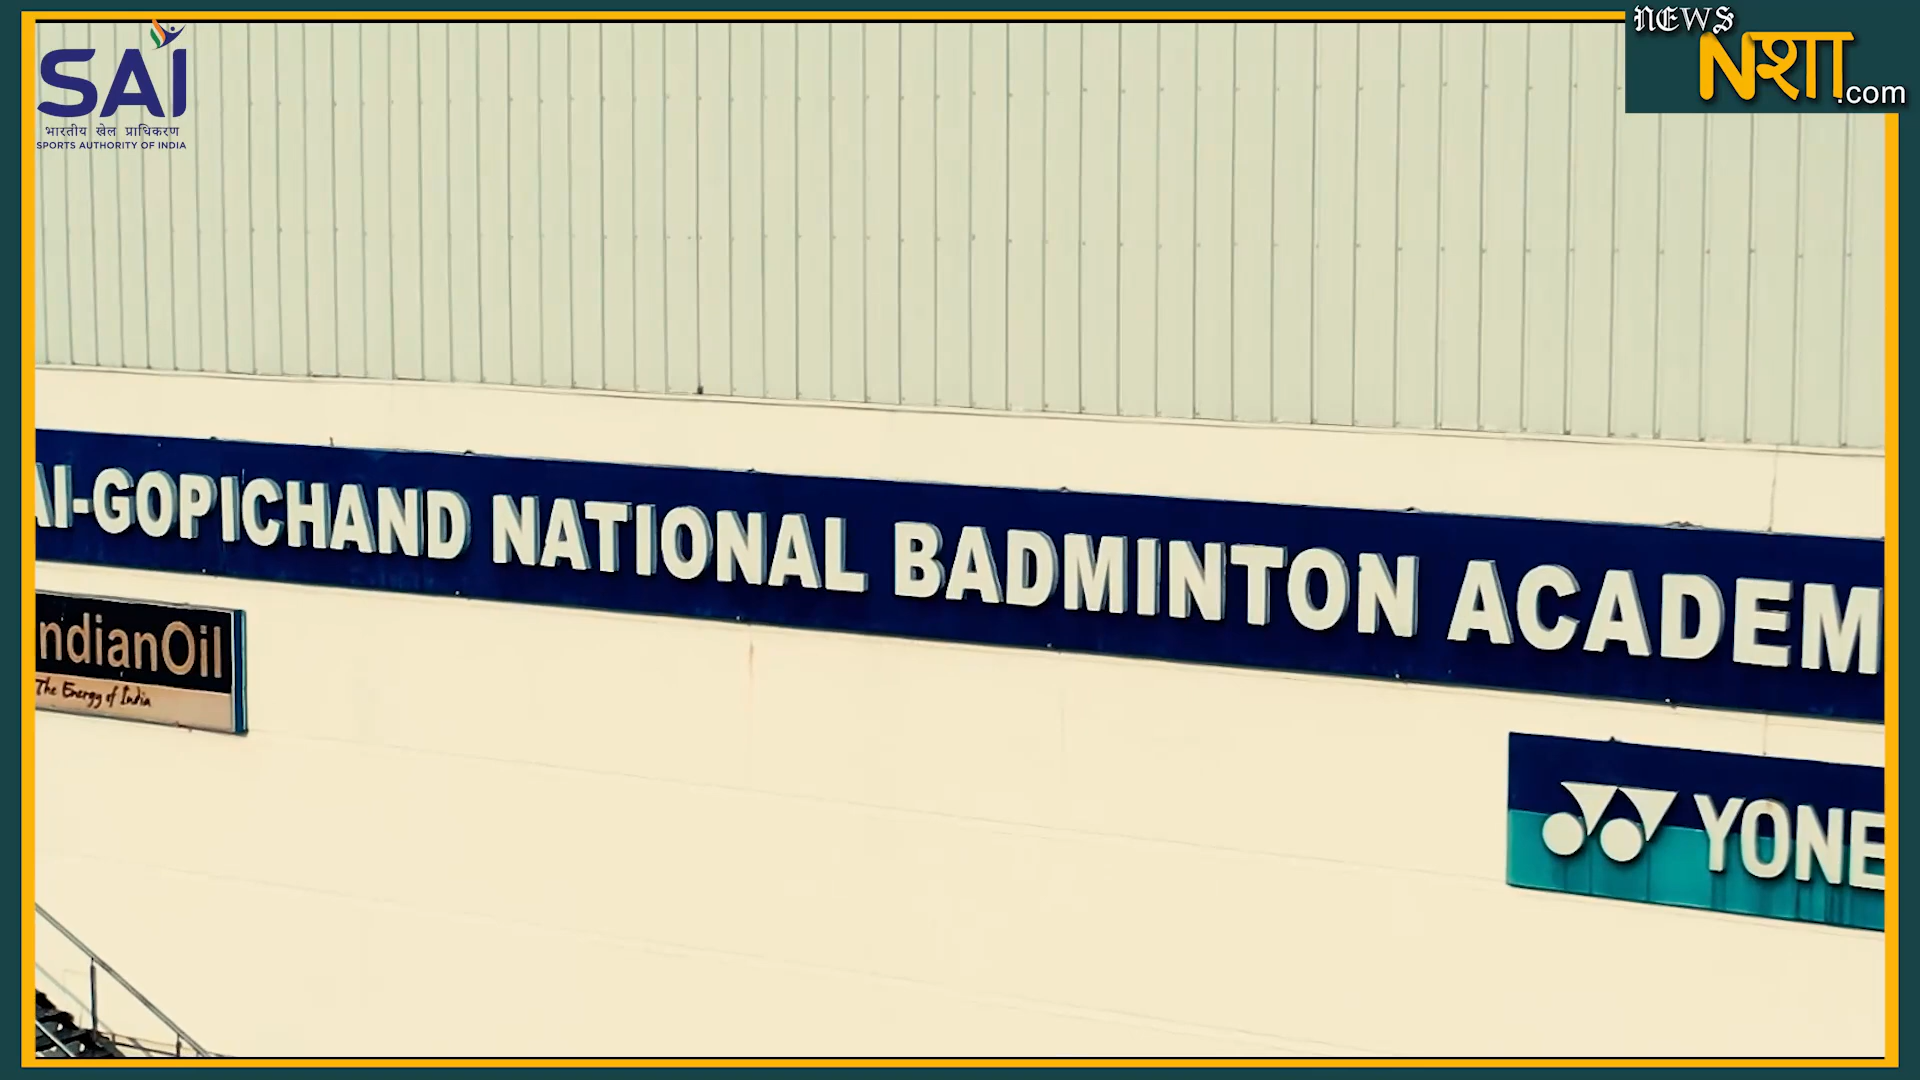 SAI
भारतीय खेल प्राधिकरण
SPORTS AUTHORITY OF INDIA
NEWS
Nशा.com
AI-GOPICHAND NATIONAL BADMINTON ACADEM
ndianOil
The Energy of India
YONE